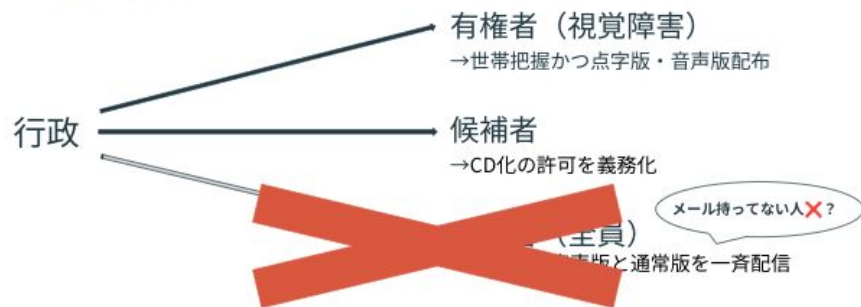 有権者（視覚障害）
→世帯把握かつ点字版・音声版配布
行政
候補者
→CD化の許可を義務化
メール持ってない人❌？
（全員）
版と通常版を一斉配信